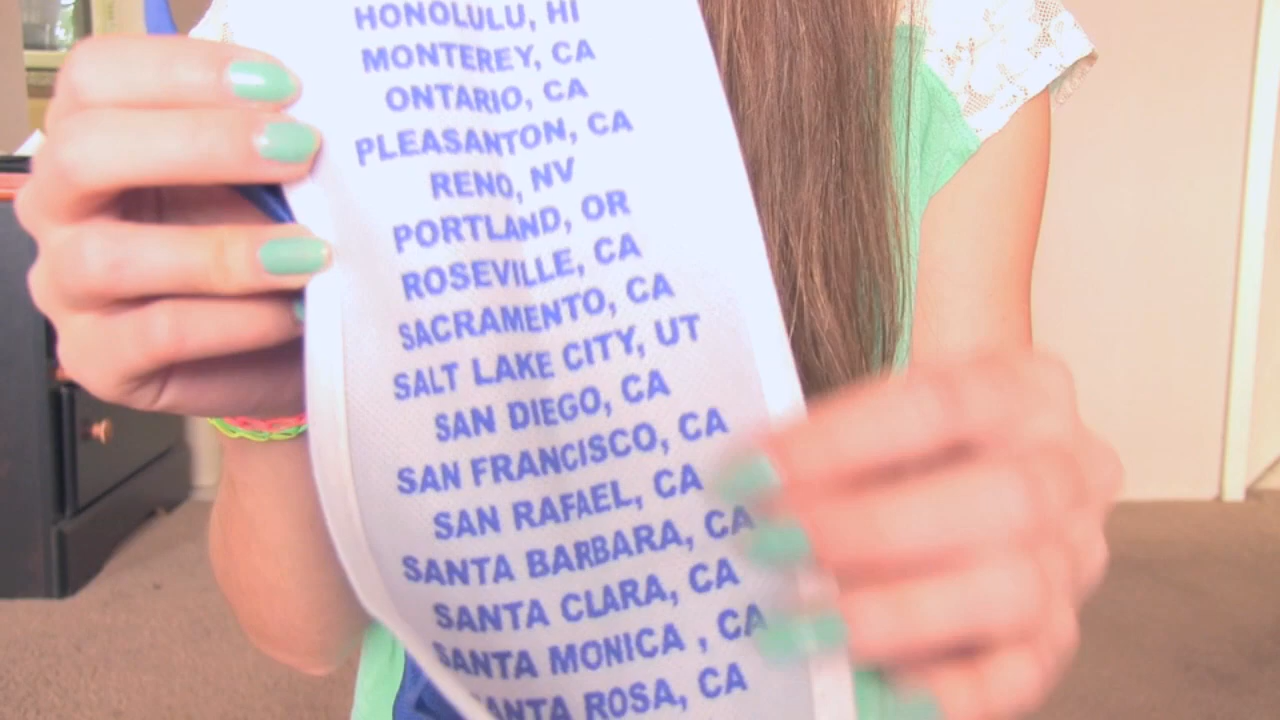 HONOLULU, HI
MONTEREY, CA
ONTARIO, CA
PLEASANTON, CA
RENO, NV
PORTLAND, OR
ROSEVILLE, CA
SACRAMENTO, CA
SALT LAKE CITY, UT
SAN DIEGO, CA
SAN FRANCISCO, CA
SAN RAFAEL, CA
SANTA BARBARA, CA
SANTA CLARA, CA
SANTA MONICA , CA
SANTA ROSA, CA